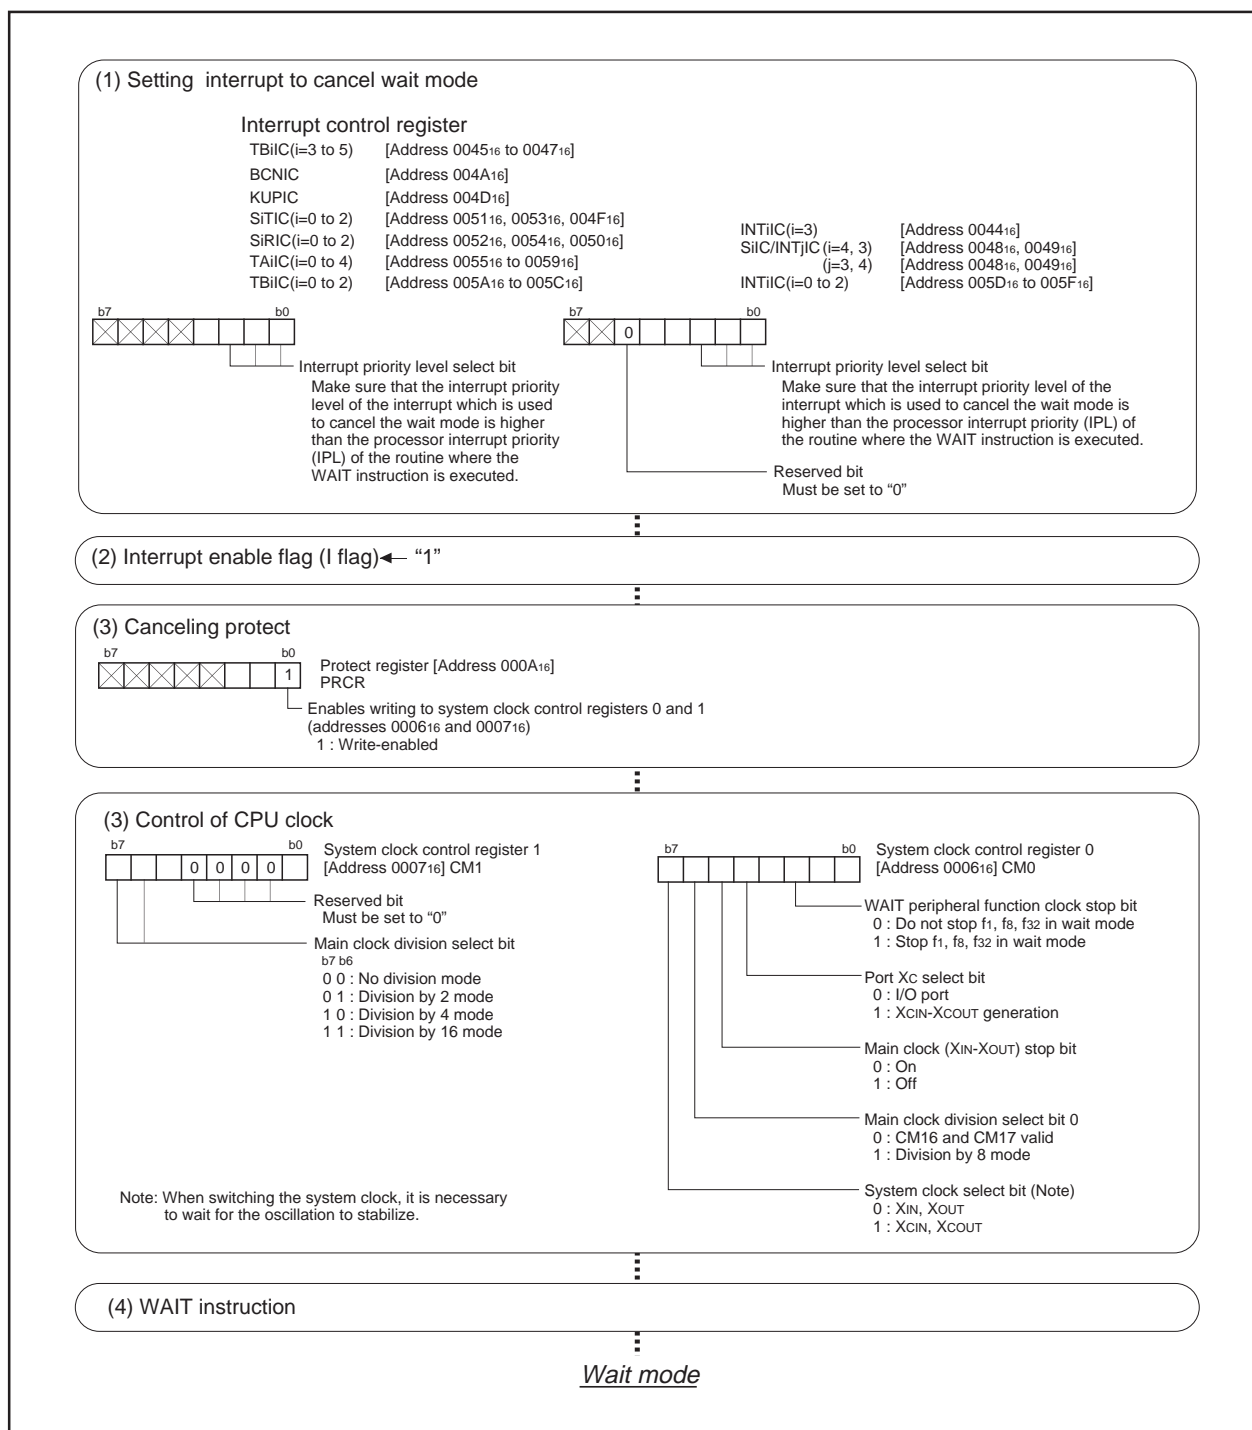 (1) Setting interrupt to cancel wait mode
Interrupt control register
TBiIC(i=3 to 5) [Address 004516 to 004716]
BCNIC [Address 004A16]
KUPIC [Address 004D16]
SiTIC(i=0 to 2) [Address 005116, 005316, 004F16]
SiRIC(i=0 to 2) [Address 005216, 005416, 005016]
TAiIC(i=0 to 4) [Address 005516 to 005916]
TBiIC(i=0 to 2) [Address 005A16 to 005C16]
INTiIC(i=3) [Address 004416]
SiIC/INTjIC (i=4, 3) [Address 004816, 004916]
(j=3, 4) [Address 004816, 004916]
INTiIC(i=0 to 2) [Address 005D16 to 005F16]
b7 b0
Interrupt priority level select bit
Make sure that the interrupt priority
level of the interrupt which is used
to cancel the wait mode is higher
than the processor interrupt priority
(IPL) of the routine where the
WAIT instruction is executed.
b7 b0
0
Interrupt priority level select bit
Make sure that the interrupt priority level of the
interrupt which is used to cancel the wait mode is
higher than the processor interrupt priority (IPL) of
the routine where the WAIT instruction is executed.
Reserved bit
Must be set to “0”
(2) Interrupt enable flag (I flag) ← “1”
(3) Canceling protect
b7 b0
1
Protect register [Address 000A16]
PRCR
Enables writing to system clock control registers 0 and 1
(addresses 000616 and 000716)
1 : Write-enabled
(3) Control of CPU clock
b7 b0
0 0 0 0
System clock control register 1
[Address 000716] CM1
Reserved bit
Must be set to “0”
Main clock division select bit
b7 b6
0 0 : No division mode
0 1 : Division by 2 mode
1 0 : Division by 4 mode
1 1 : Division by 16 mode
Note: When switching the system clock, it is necessary
to wait for the oscillation to stabilize.
b7 b0
System clock control register 0
[Address 000616] CM0
WAIT peripheral function clock stop bit
0 : Do not stop f1, f8, f32 in wait mode
1 : Stop f1, f8, f32 in wait mode
Port XC select bit
0 : I/O port
1 : XCIN-XCOUT generation
Main clock (XIN-XOUT) stop bit
0 : On
1 : Off
Main clock division select bit 0
0 : CM16 and CM17 valid
1 : Division by 8 mode
System clock select bit (Note)
0 : XIN, XOUT
1 : XCIN, XCOUT
(4) WAIT instruction
Wait mode